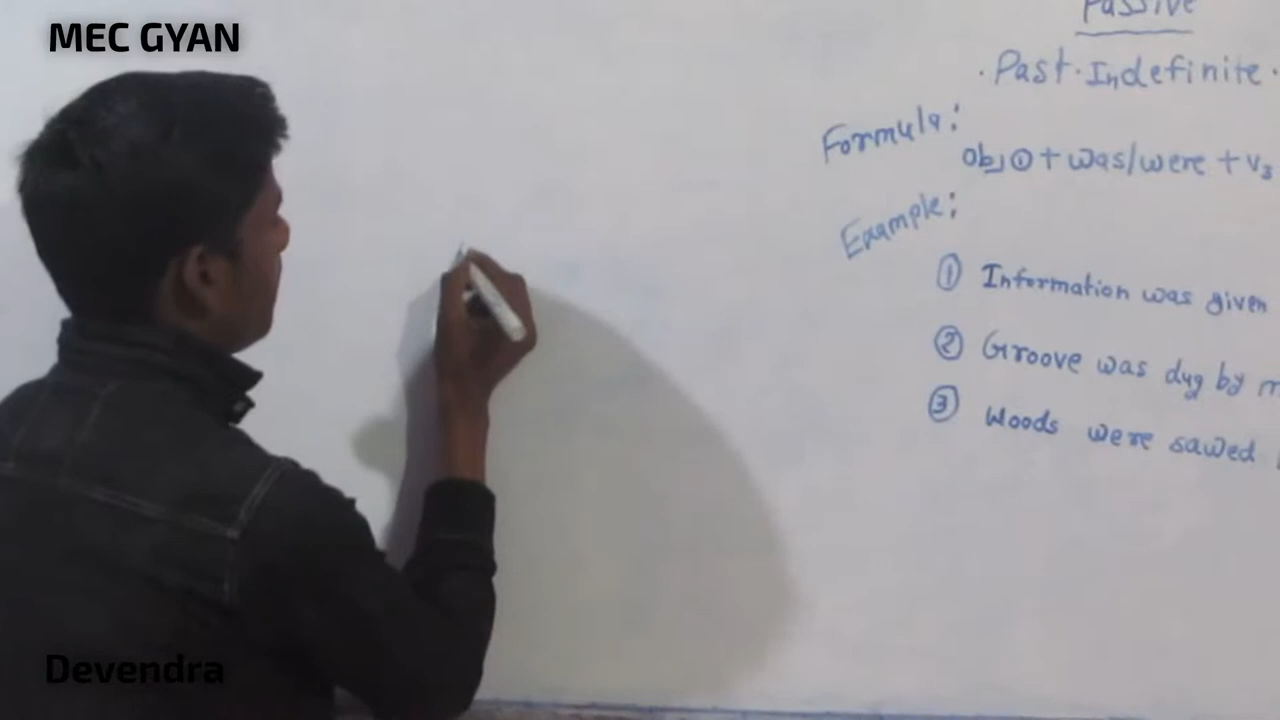 MEC GYAN
Passive
·Past·Indefinite·
Formula:
Obj①+ was/were + V₃
Example:
① Information was given
② Groove was dug by
③ Woods were sawed
Devendra